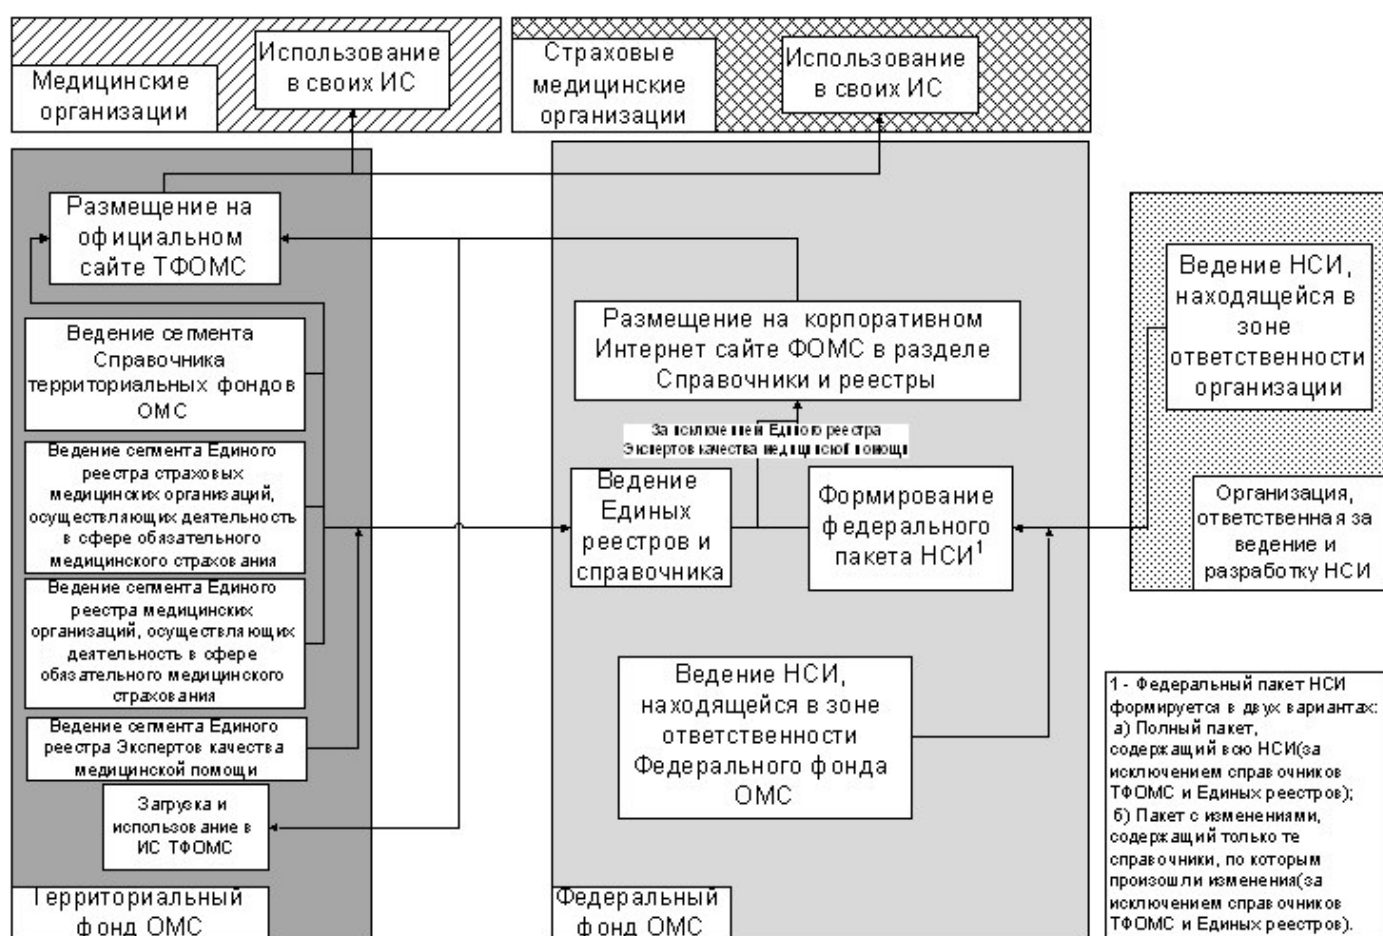 Медицинские
организации
Использование
в своих ИС
Страховые
медицинские
организации
Использование
в своих ИС
Размещение на
официальном
сайте ТФОМС
Ведение сегмента
Справочника
территориальных фондов
ОМС
Ведение сегмента Единого
реестра страховых
медицинских организаций,
осуществляющих деятельность
в сфере обязательного
медицинского страхования
Ведение сегмента Единого
реестра медицинских
организаций, осуществляющих
деятельность в сфере
обязательного медицинского
страхования
Ведение сегмента Единого
реестра Экспертов качества
медицинской помощи
Загрузка и
использование в
ИС ТФОМС
Территориальный
фонд ОМС
Размещение на корпоративном
Интернет сайте ФОМС в разделе
Справочники и реестры
За исключением Единого реестра
Экспертов качества медицинской помощи
Ведение
Единых
реестров и
справочника
Формирование
федерального
пакета НСИ1
Ведение НСИ,
находящейся в зоне
ответственности
Федерального фонда
ОМС
Федеральный
фонд ОМС
Ведение НСИ,
находящейся в
зоне
ответственности
организации
Организация,
ответственная за
ведение и
разработку НСИ
1 - Федеральный пакет НСИ
формируется в двух вариантах:
а) Полный пакет,
содержащий всю НСИ(за
исключением справочников
ТФОМС и Единых реестров);
б) Пакет с изменениями,
содержащий только те
справочники, по которым
произошли изменения(за
исключением справочников
ТФОМС и Единых реестров).